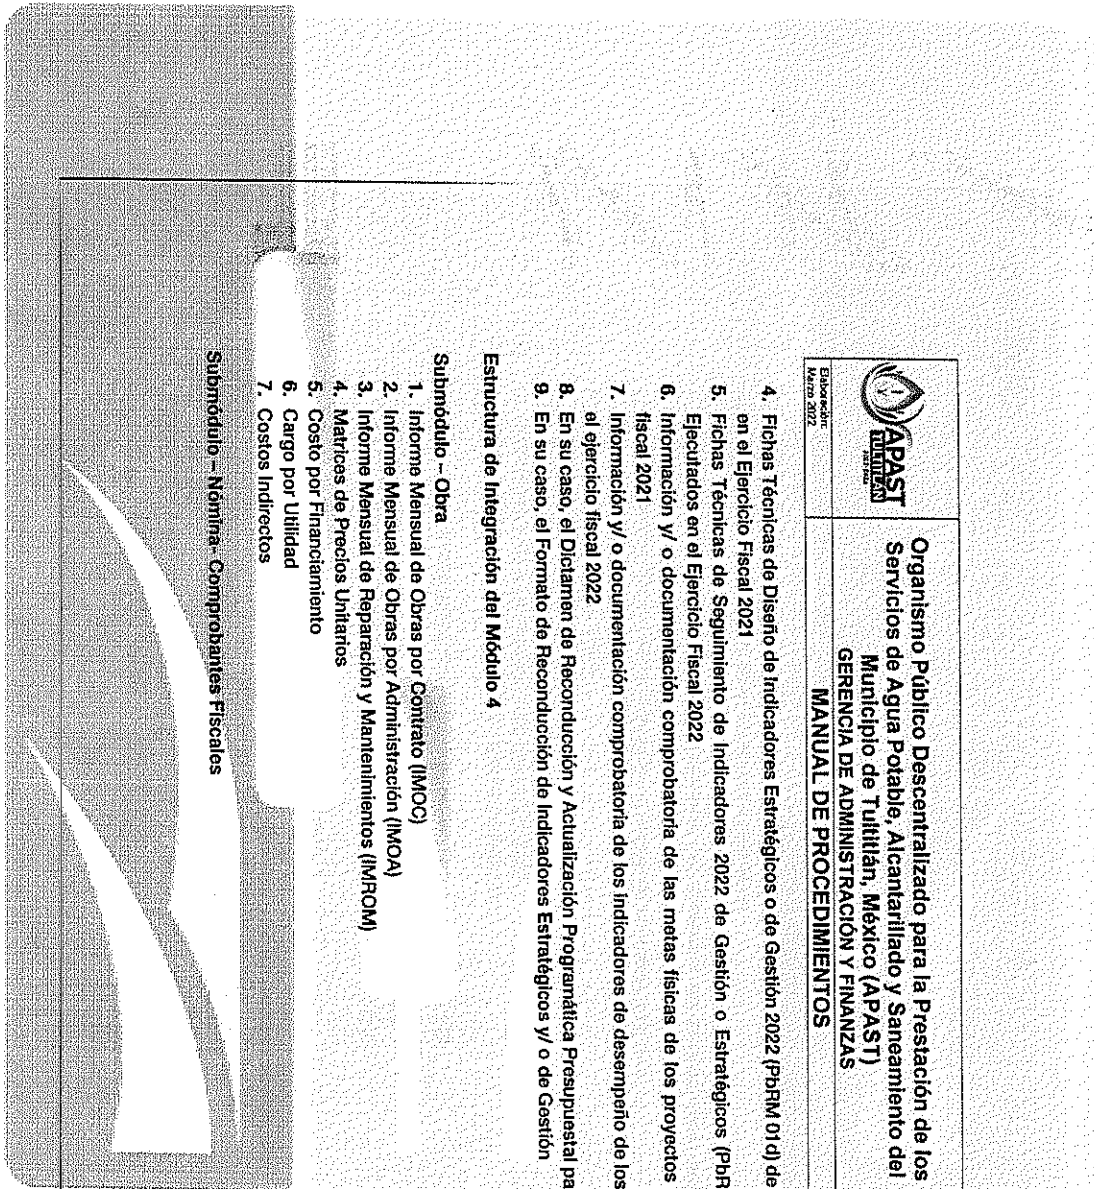 APAST
TULTITLÁN
Elaboración:
Marzo 2022
Organismo Público Descentralizado para la Prestación de los
Servicios de Agua Potable, Alcantarillado y Saneamiento del
Municipio de Tultitlán, México (APAST)
GERENCIA DE ADMINISTRACIÓN Y FINANZAS
MANUAL DE PROCEDIMIENTOS
4. Fichas Técnicas de Diseño de Indicadores Estratégicos o de Gestión 2022 (PbRM 01d) de
en el Ejercicio Fiscal 2021
5. Fichas Técnicas de Seguimiento de Indicadores 2022 de Gestión o Estratégicos (PbR
Ejecutados en el Ejercicio Fiscal 2022
6. Información y/ o documentación comprobatoria de las metas físicas de los proyectos
fiscal 2021
7. Información y/ o documentación comprobatoria de los indicadores de desempeño de los
el ejercicio fiscal 2022
8. En su caso, el Dictamen de Reconducción y Actualización Programática Presupuestal pa
9. En su caso, el Formato de Reconducción de Indicadores Estratégicos y/ o de Gestión
Estructura de Integración del Módulo 4
Submódulo – Obra
1. Informe Mensual de Obras por Contrato (IMOC)
2. Informe Mensual de Obras por Administración (IMOA)
3. Informe Mensual de Reparación y Mantenimientos (IMROM)
4. Matrices de Precios Unitarios
5. Costo por Financiamiento
6. Cargo por Utilidad
7. Costos Indirectos
Submódulo – Nómina- Comprobantes Fiscales